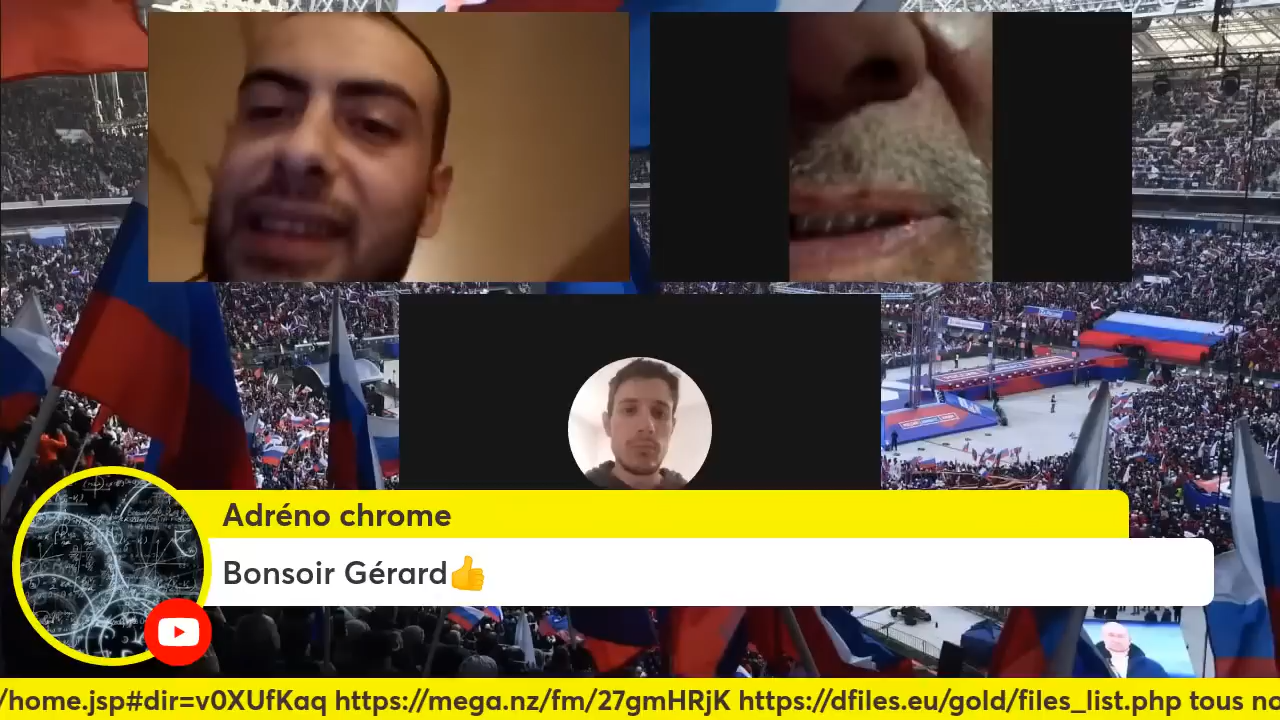 Adréno chrome
Bonsoir Gérard👍
/home.jsp#dir=v0XUfKaq https://mega.nz/fm/27gmHRjK https://dfiles.eu/gold/files_list.php tous no